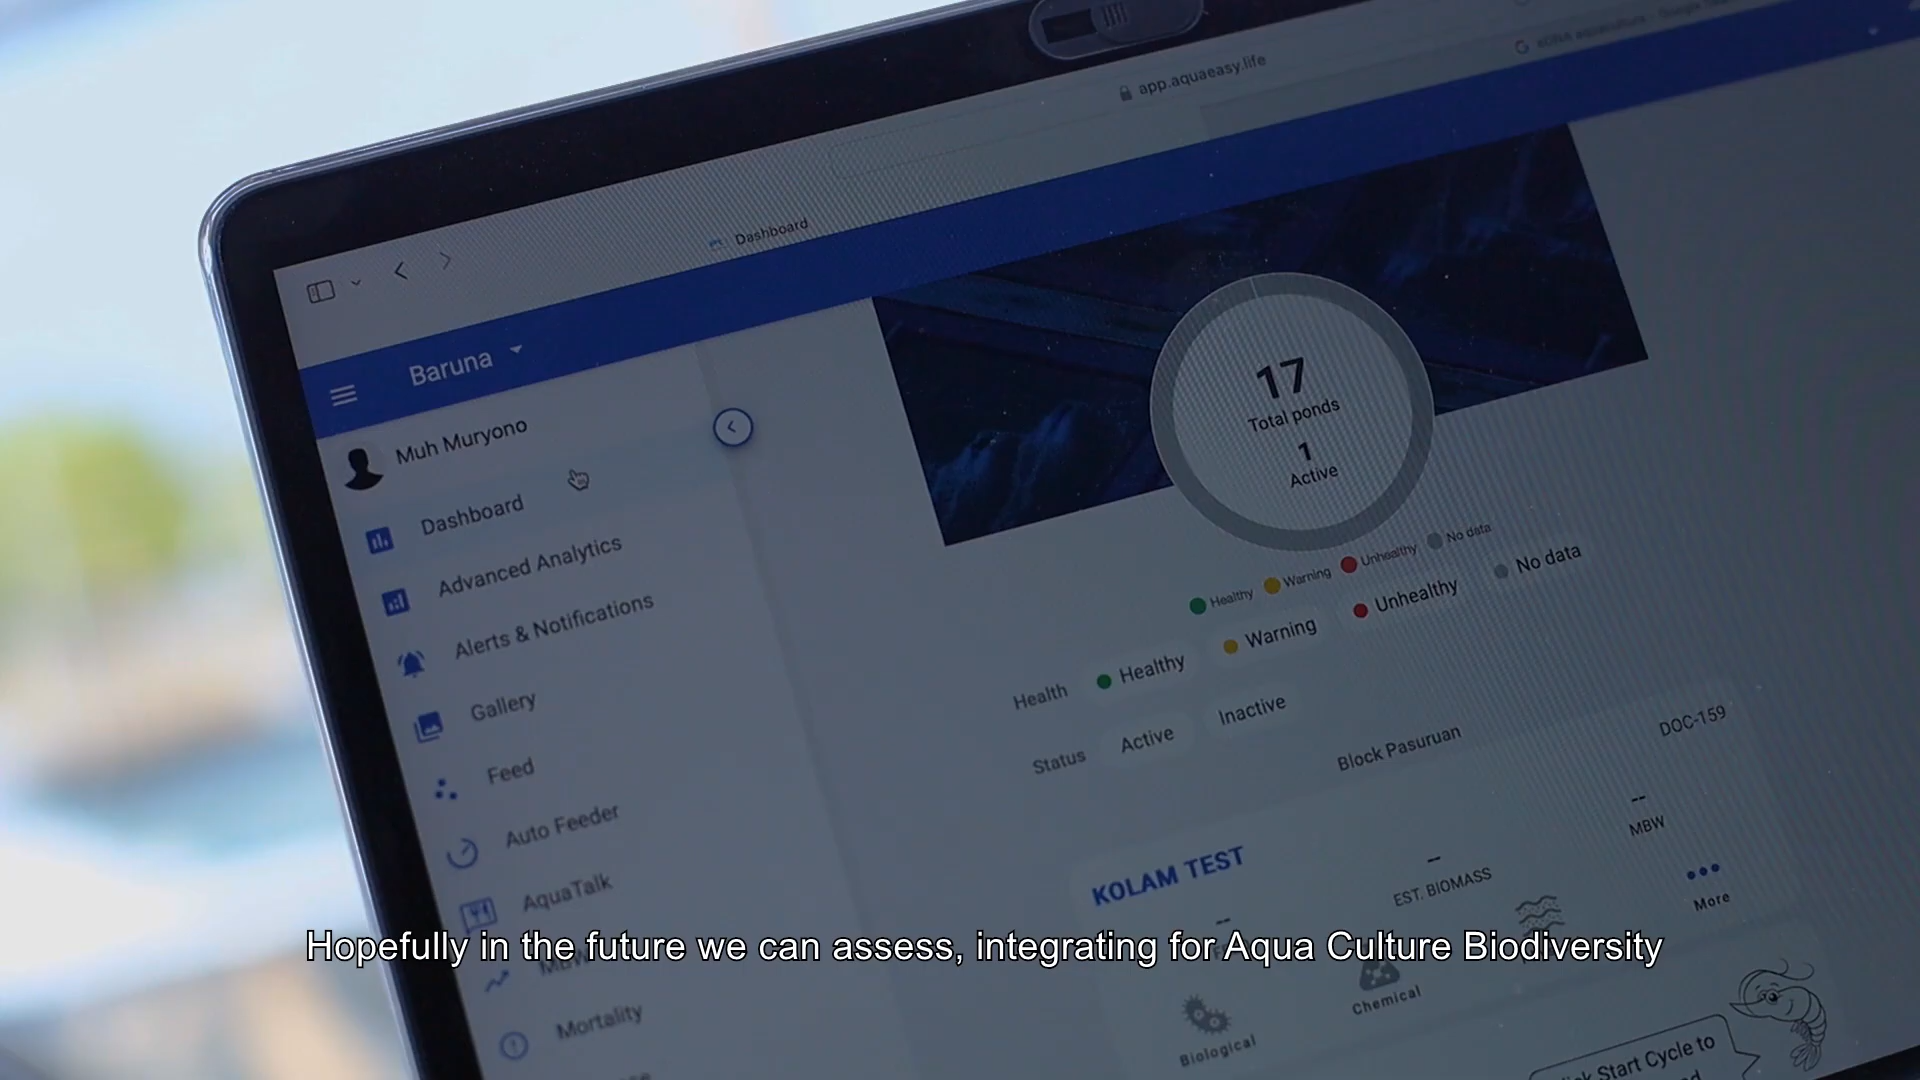 app.aquaeasy.life
Dashboard
Baruna
Muh Muryono
Dashboard
Advanced Analytics
Alerts & Notifications
Gallery
Feed
Auto Feeder
AquaTalk
Mortality
17
Total ponds
1
Active
Healthy Warning Unhealthy No data
Health Healthy Warning Unhealthy No data
Status Active Inactive
Block Pasuruan
DOC-159
KOLAM TEST
--
EST. BIOMASS
--
MBW
More
Biological
Chemical
Start Cycle to
Hopefully in the future we can assess, integrating for Aqua Culture Biodiversity